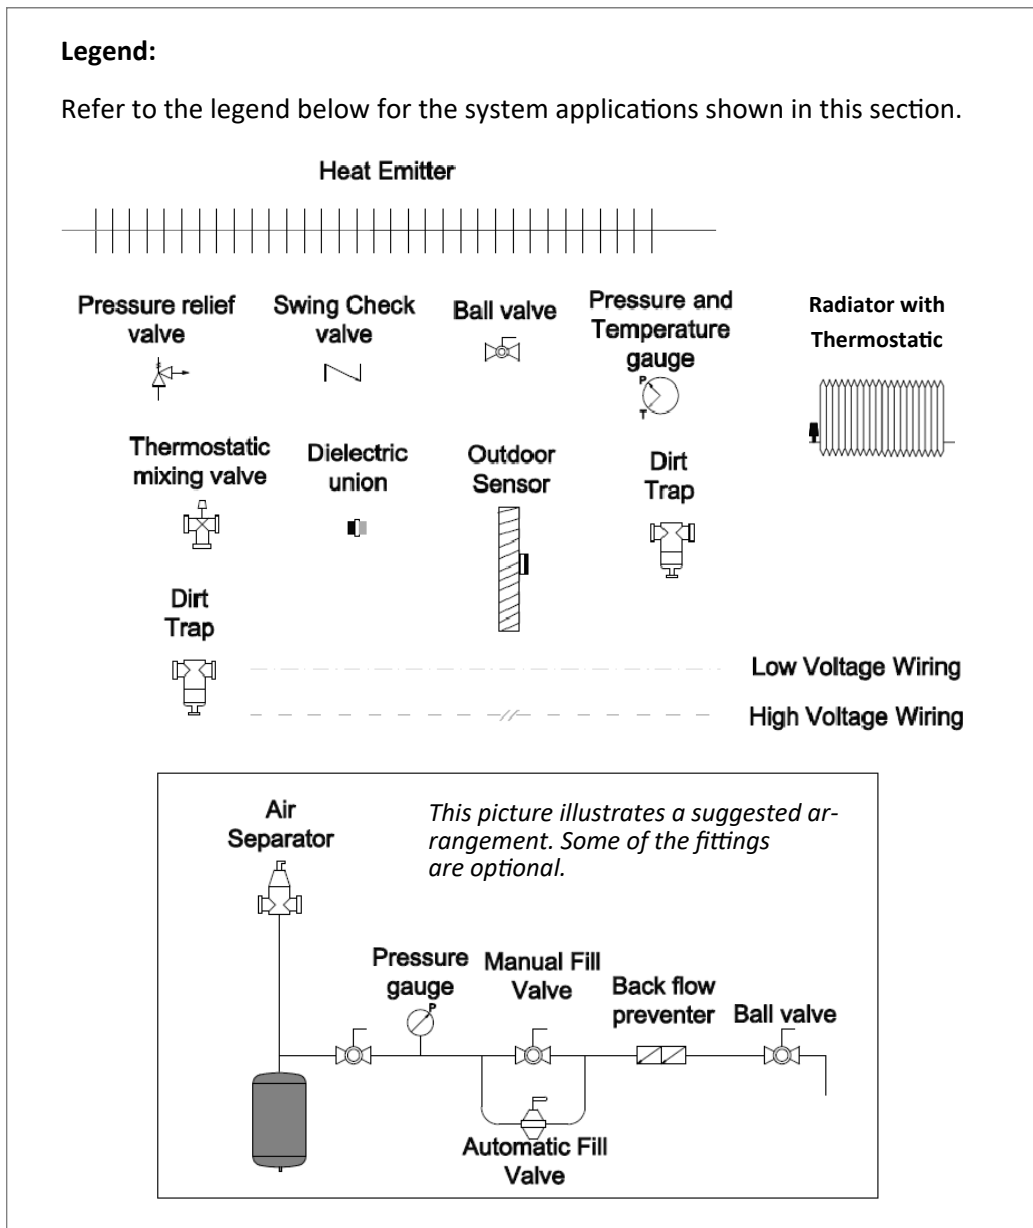 Legend:
Refer to the legend below for the system applications shown in this section.
Heat Emitter
Pressure relief
valve
Swing Check
valve
Ball valve
Pressure and
Temperature
gauge
P
T
Radiator with
Thermostatic
S
Thermostatic
mixing valve
Dielectric
union
Outdoor
Sensor
Dirt
Trap
Dirt
Trap
Low Voltage Wiring
High Voltage Wiring
Air
Separator
This picture illustrates a suggested ar-
rangement. Some of the fittings
are optional.
Pressure
gauge
P
Manual Fill
Valve
Back flow
preventer
Ball valve
Automatic Fill
Valve